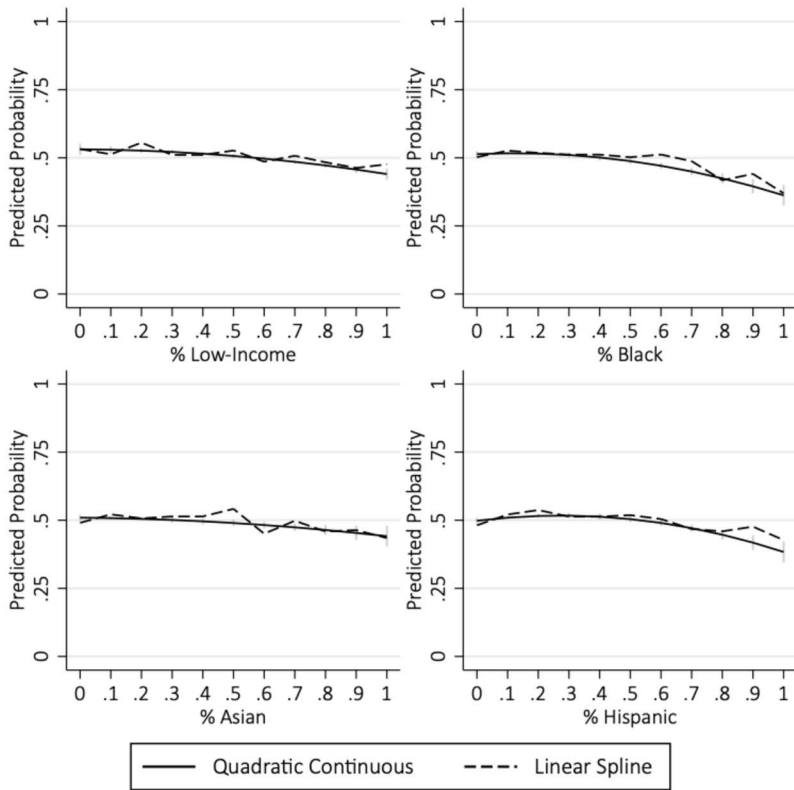 Predicted Probability
1
.75
.5
.25
0
0 .1 .2 .3 .4 .5 .6 .7 .8 .9 1
% Low-Income
Predicted Probability
1
.75
.5
.25
0
0 .1 .2 .3 .4 .5 .6 .7 .8 .9 1
% Black
Predicted Probability
1
.75
.5
.25
0
0 .1 .2 .3 .4 .5 .6 .7 .8 .9 1
% Asian
Predicted Probability
1
.75
.5
.25
0
0 .1 .2 .3 .4 .5 .6 .7 .8 .9 1
% Hispanic
Quadratic Continuous Linear Spline